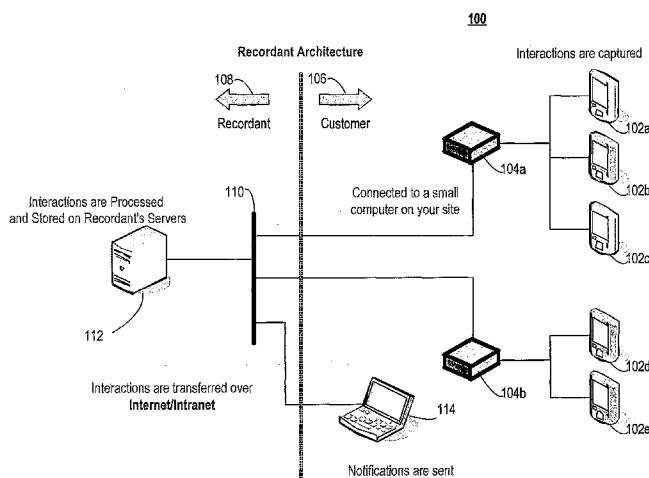 100
Recordant Architecture
Interactions are captured
108
106
Recordant
Customer
102a
104a
102b
110
Connected to a small
computer on your site
Interactions are Processed
and Stored on Recordant's Servers
102c
112
102d
104b
Interactions are transferred over
Internet/Intranet
114
102e
Notifications are sent